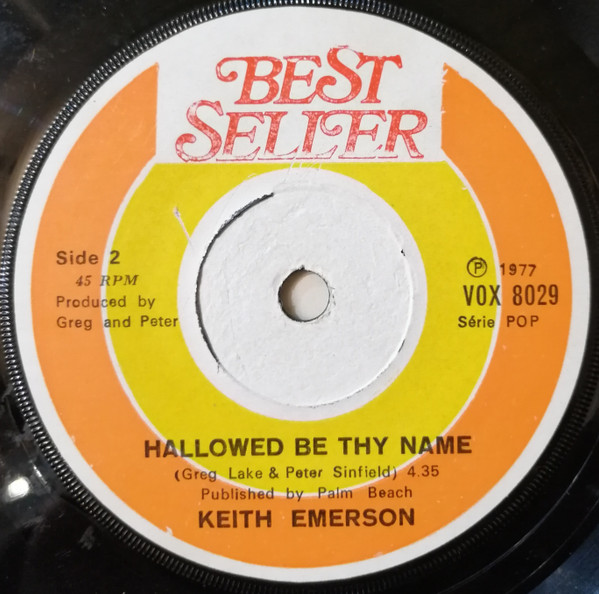 BEST
SELLER
Side 2
45 RPM
Produced by
Greg and Peter
℗ 1977
VOX 8029
Série POP
HALLOWED BE THY NAME
(Greg Lake & Peter Sinfield) 4.35
Published by Palm Beach
KEITH EMERSON